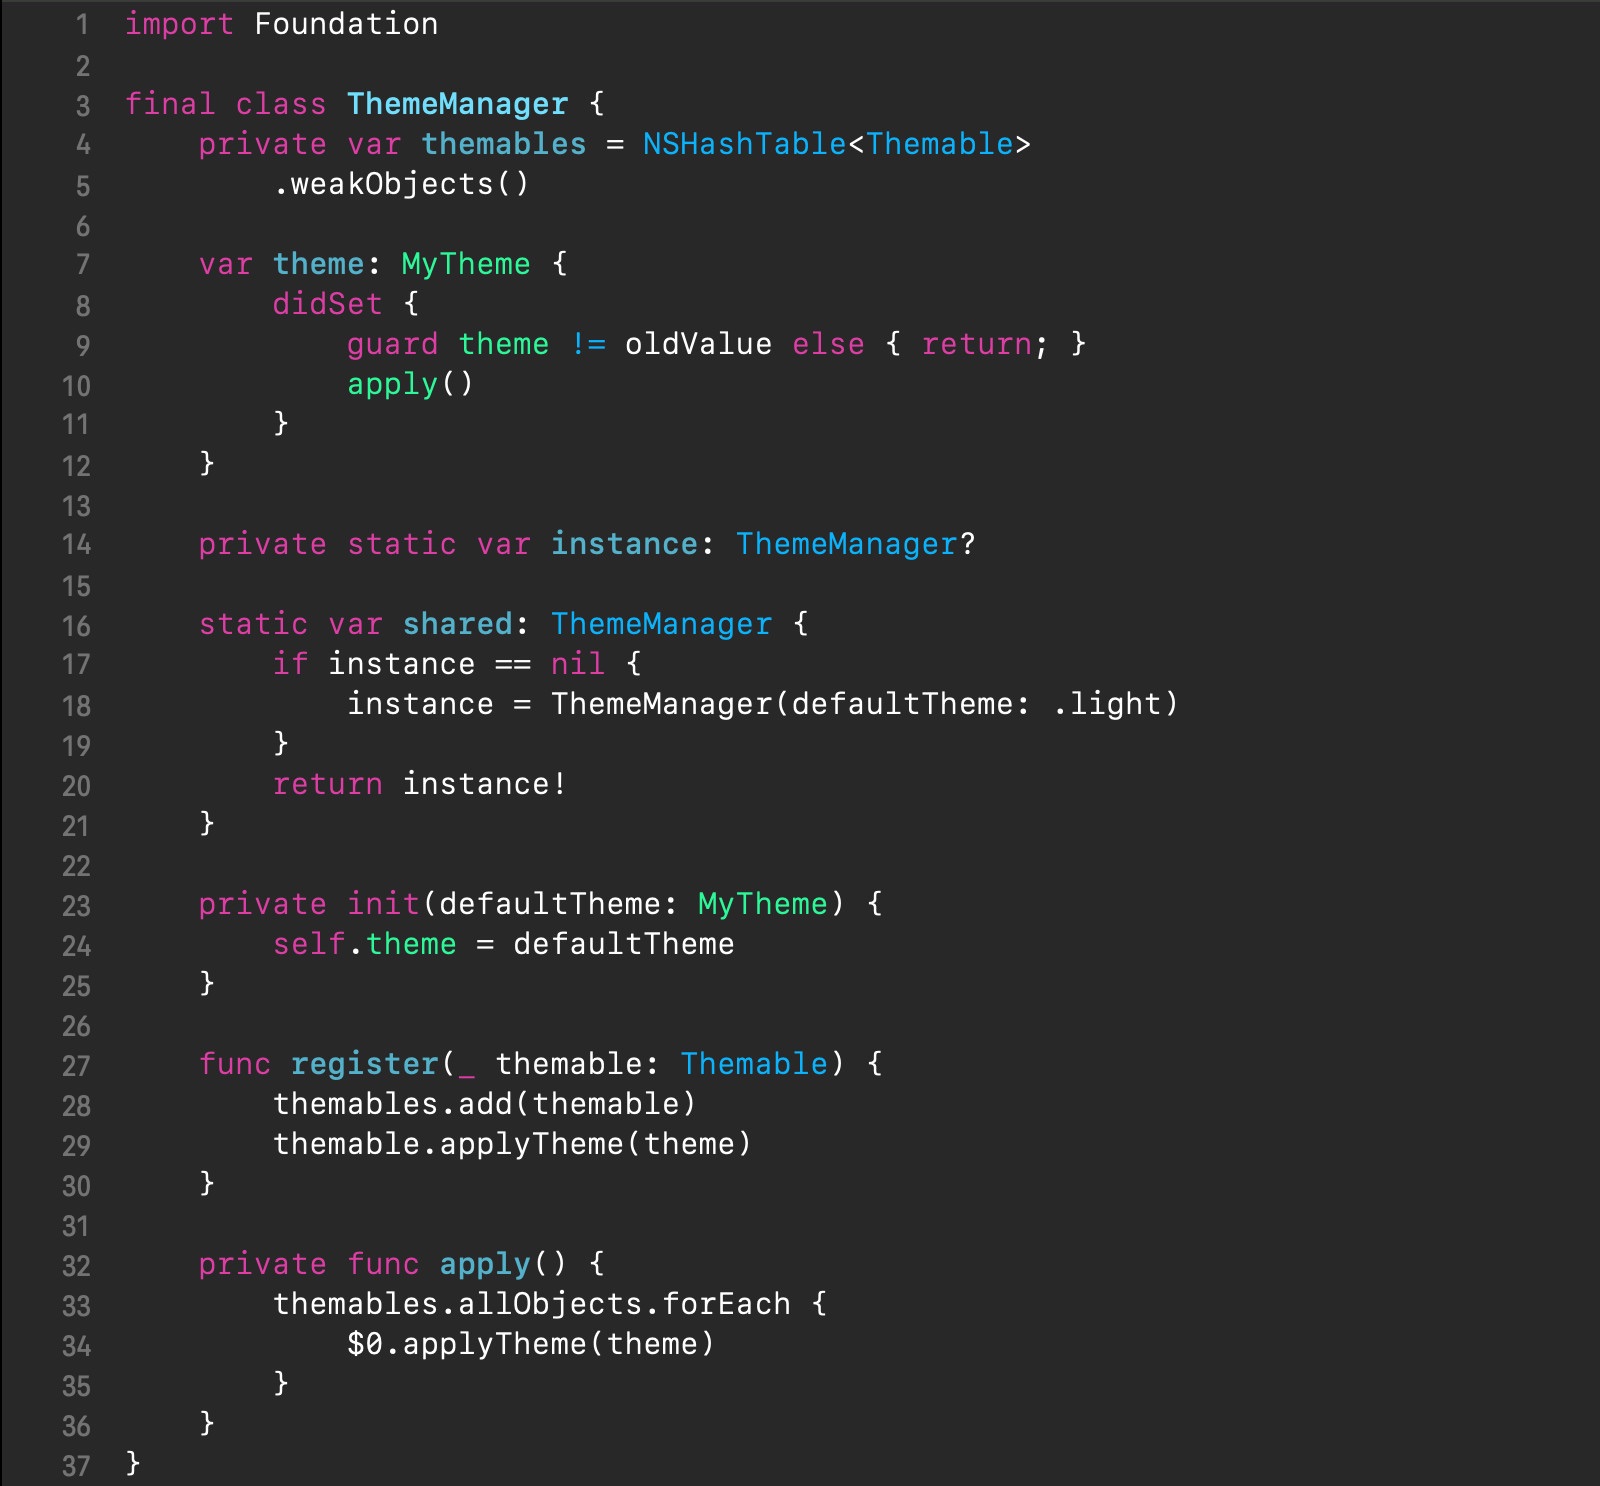 1 import Foundation
2
3 final class ThemeManager {
4     private var themables = NSHashTable<Themable>
5         .weakObjects()
6
7     var theme: MyTheme {
8         didSet {
9             guard theme != oldValue else { return; }
10             apply()
11         }
12     }
13
14     private static var instance: ThemeManager?
15
16     static var shared: ThemeManager {
17         if instance == nil {
18             instance = ThemeManager(defaultTheme: .light)
19         }
20         return instance!
21     }
22
23     private init(defaultTheme: MyTheme) {
24         self.theme = defaultTheme
25     }
26
27     func register(_ themable: Themable) {
28         themables.add(themable)
29         themable.applyTheme(theme)
30     }
31
32     private func apply() {
33         themables.allObjects.forEach {
34             $0.applyTheme(theme)
35         }
36     }
37 }